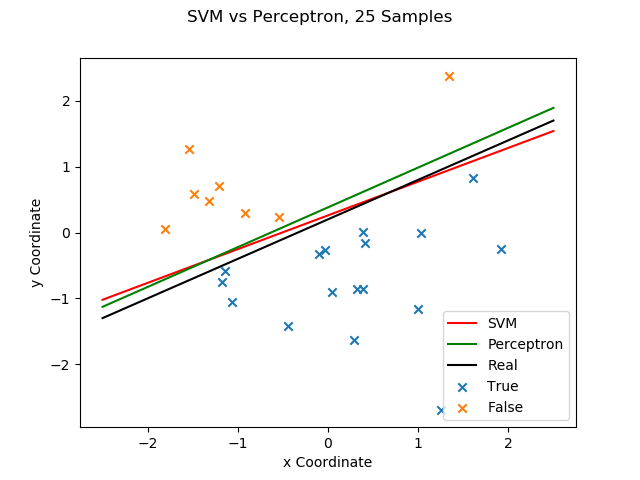 SVM vs Perceptron, 25 Samples
2
1
0
−1
−2
y Coordinate
−2
−1
0
1
2
x Coordinate
SVM
Perceptron
Real
True
False